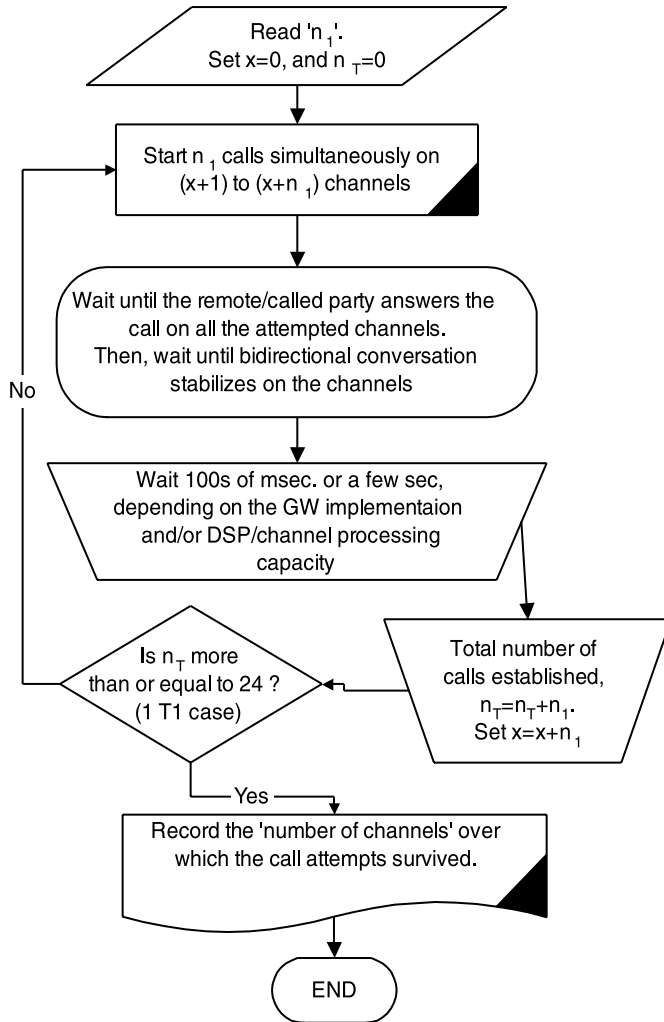 Read 'n 1'.
Set x=0, and n T=0
Start n 1 calls simultaneously on
(x+1) to (x+n 1) channels
Wait until the remote/called party answers the
call on all the attempted channels.
Then, wait until bidirectional conversation
stabilizes on the channels
No
Wait 100s of msec. or a few sec,
depending on the GW implementaion
and/or DSP/channel processing
capacity
Total number of
calls established,
nT=nT+n1.
Set x=x+n1
Is nT more
than or equal to 24 ?
(1 T1 case)
Yes
Record the 'number of channels' over
which the call attempts survived.
END